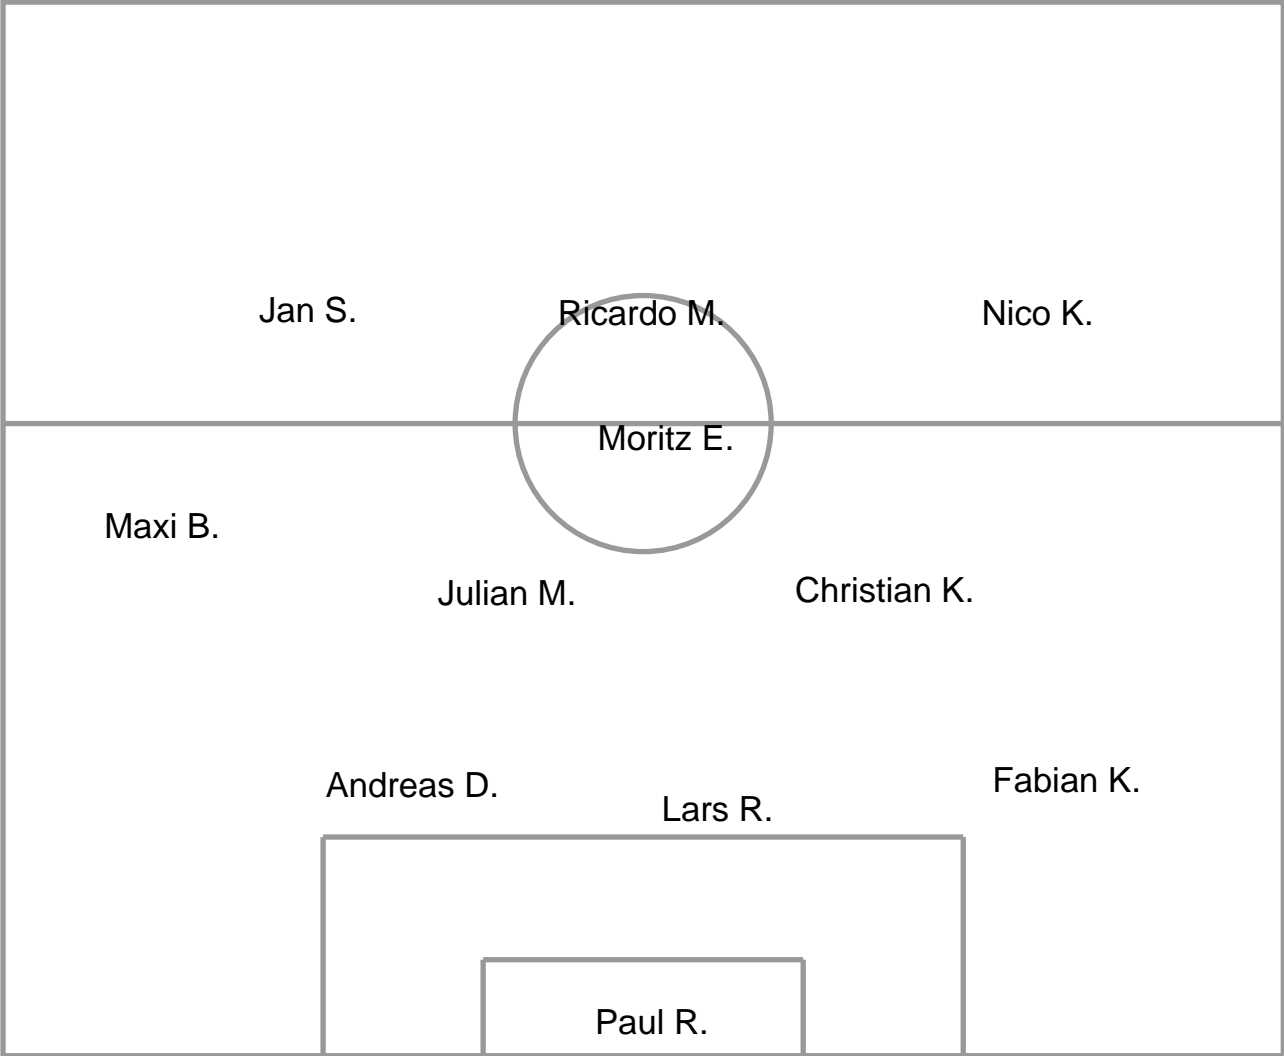 Jan S.
Ricardo M.
Nico K.
Moritz E.
Maxi B.
Julian M.
Christian K.
Andreas D.
Lars R.
Fabian K.
Paul R.